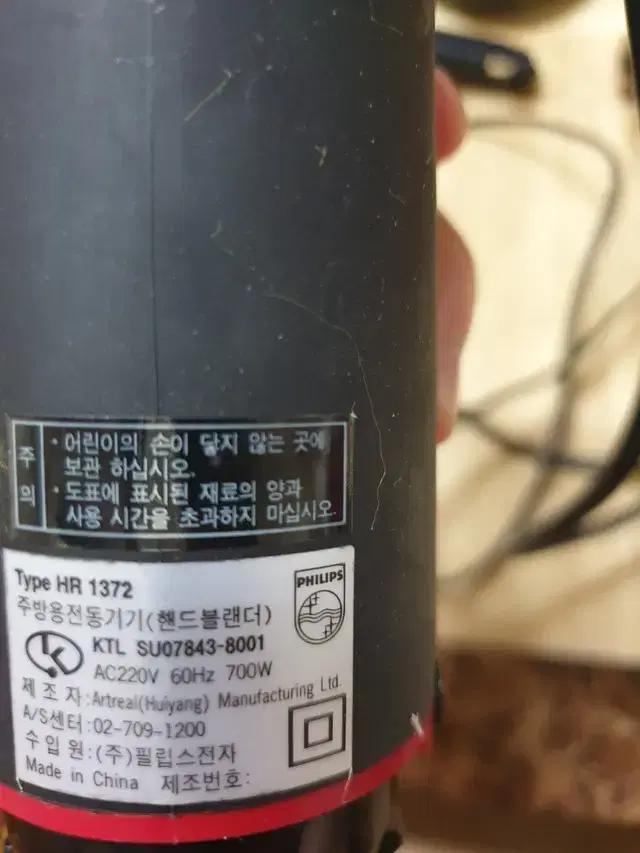 주의
· 어린이의 손이 닿지 않는 곳에
보관 하십시오.
· 도표에 표시된 재료의 양과
사용 시간을 초과하지 마십시오.
Type HR 1372
PHILIPS
주방용전동기기(핸드블랜더)
KTL SU07843-8001
AC220V 60Hz 700W
제 조 자:Artreal(Huiyang) Manufacturing Ltd.
A/S센터:02-709-1200
수 입 원:(주)필립스전자
Made in China 제조번호: